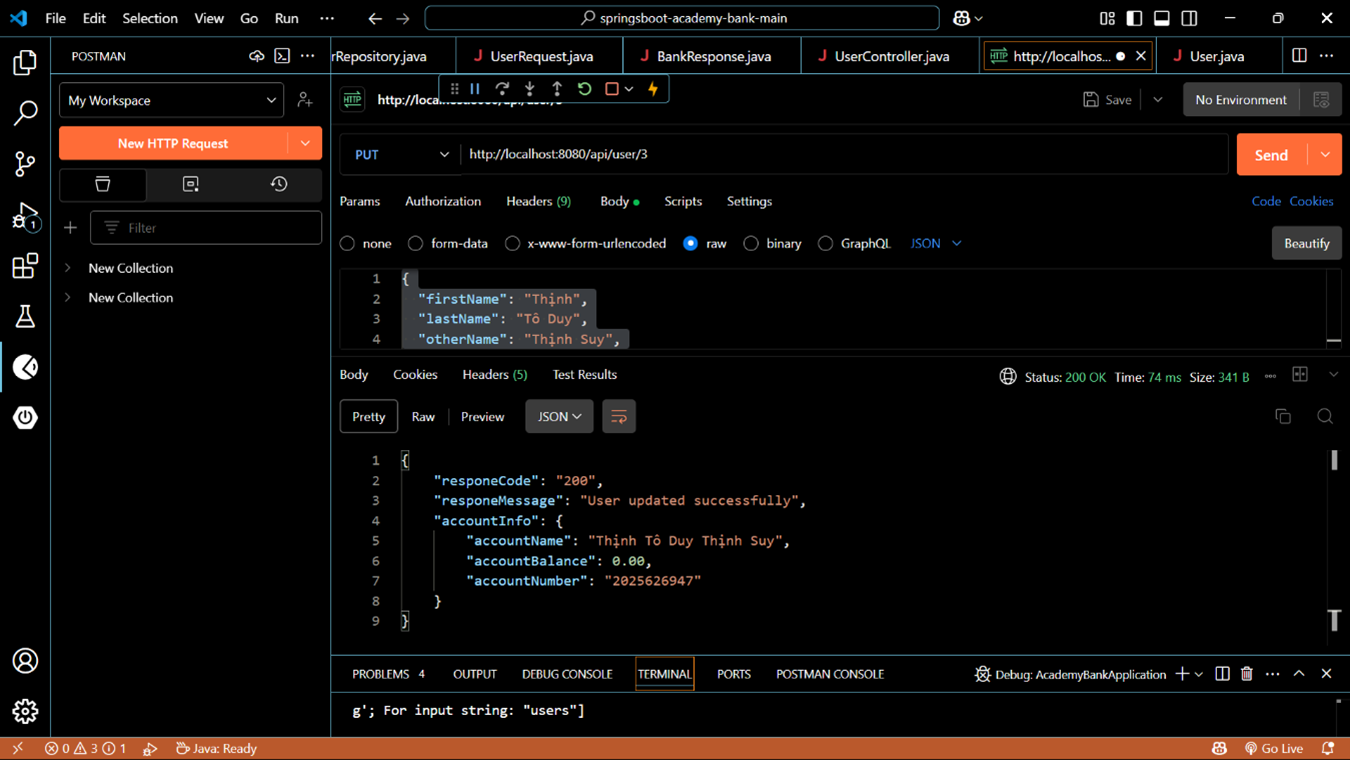 File Edit Selection View Go Run ··· springsboot-academy-bank-main
POSTMAN ···
rRepository.java UserRequest.java BankResponse.java UserController.java http://localhos... User.java ···
My Workspace
New HTTP Request
Filter
New Collection
New Collection
Save No Environment
PUT http://localhost:8080/api/user/3 Send
Params Authorization Headers (9) Body Scripts Settings Code Cookies
none form-data x-www-form-urlencoded raw binary GraphQL JSON Beautify
1 {
2 "firstName": "Thịnh",
3 "lastName": "Tô Duy",
4 "otherName": "Thịnh Suy",
Body Cookies Headers (5) Test Results Status: 200 OK Time: 74 ms Size: 341 B
Pretty Raw Preview JSON
1 {
2 "responeCode": "200",
3 "responeMessage": "User updated successfully",
4 "accountInfo": {
5 "accountName": "Thịnh Tô Duy Thịnh Suy",
6 "accountBalance": 0.00,
7 "accountNumber": "2025626947"
8 }
9 }
PROBLEMS 4 OUTPUT DEBUG CONSOLE TERMINAL PORTS POSTMAN CONSOLE Debug: AcademyBankApplication ···
g'; For input string: "users"]
0 3 1 Java: Ready Go Live